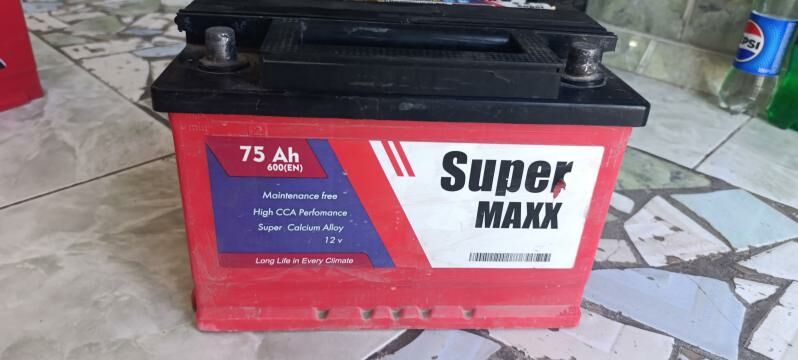 75 Ah
600(EN)
Maintenance free
High CCA Perfomance
Super Calcium Alloy
12 v
Long Life in Every Climate
Super
MAXX
PEPSI